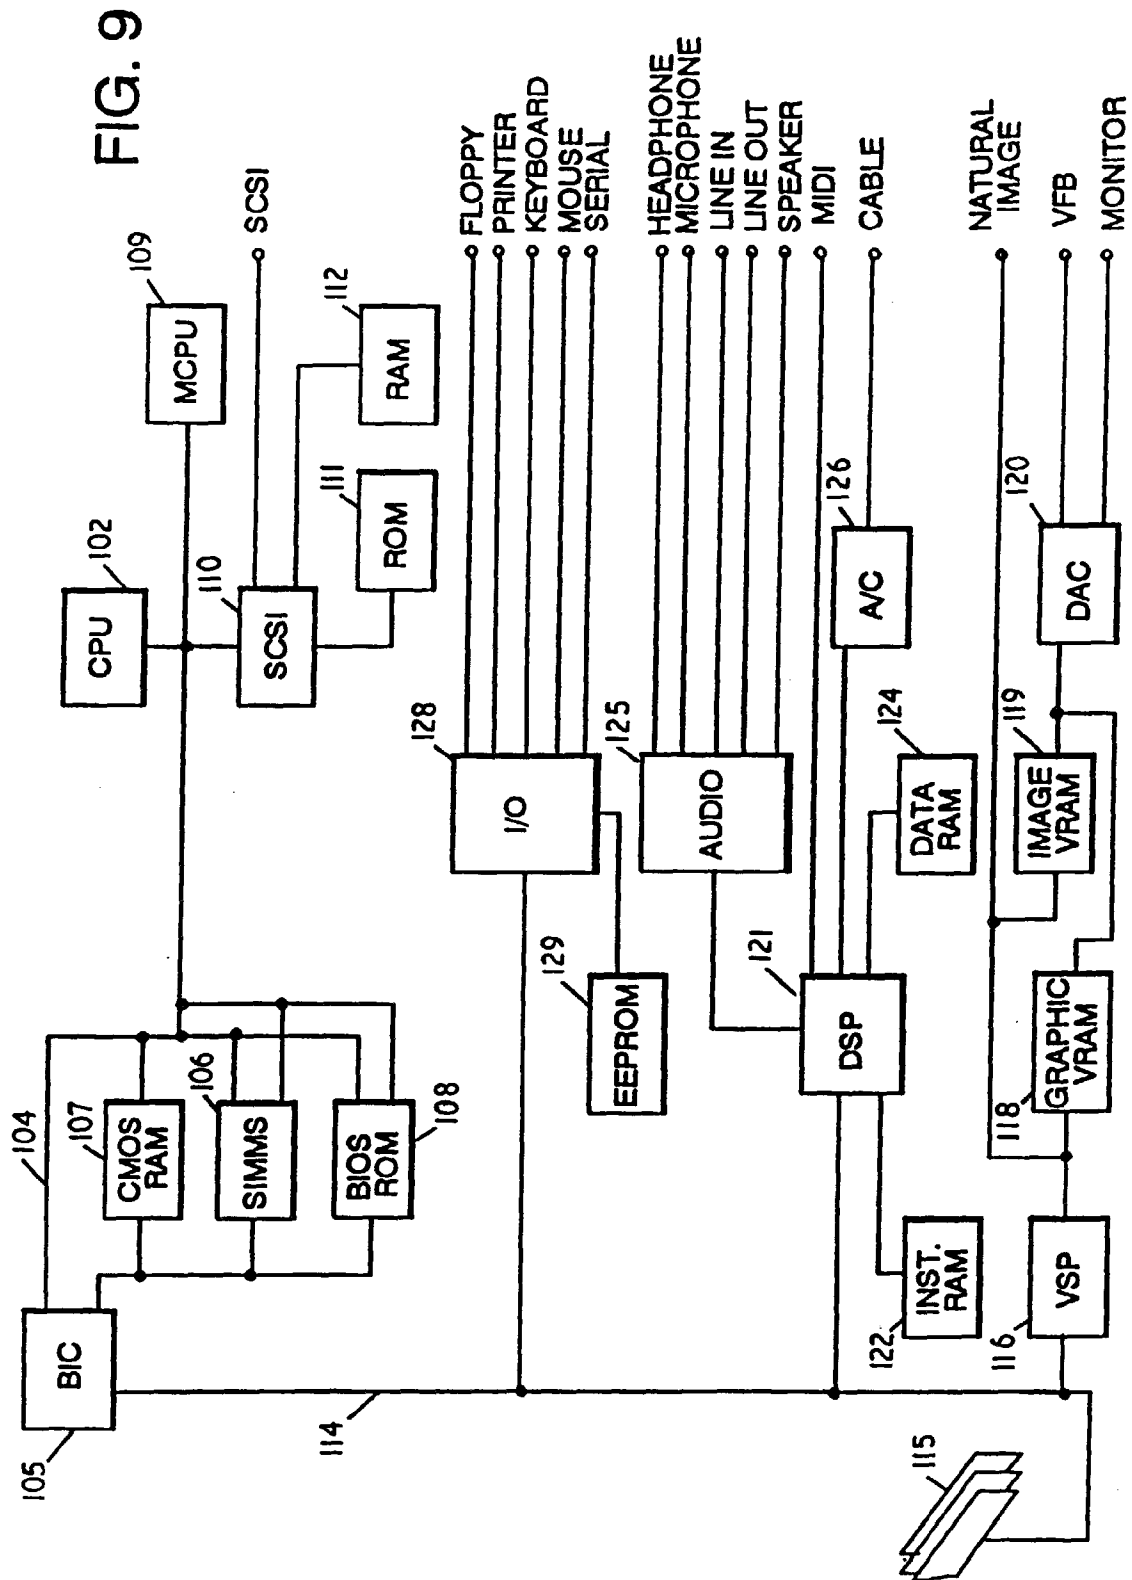 FIG. 9
CPU
102
MCPU
109
SCSI
110
SCSI
RAM
112
ROM
111
104
BIC
105
CMOS
RAM
107
SIMMS
106
BIOS
ROM
108
I/O
128
FLOPPY
PRINTER
KEYBOARD
MOUSE
SERIAL
EEPROM
129
AUDIO
125
HEADPHONE
MICROPHONE
LINE IN
LINE OUT
SPEAKER
MIDI
DSP
121
A/C
126
CABLE
DATA
RAM
124
INST.
RAM
122
114
115
VSP
116
GRAPHIC
VRAM
118
IMAGE
VRAM
119
DAC
120
NATURAL
IMAGE
VFB
MONITOR